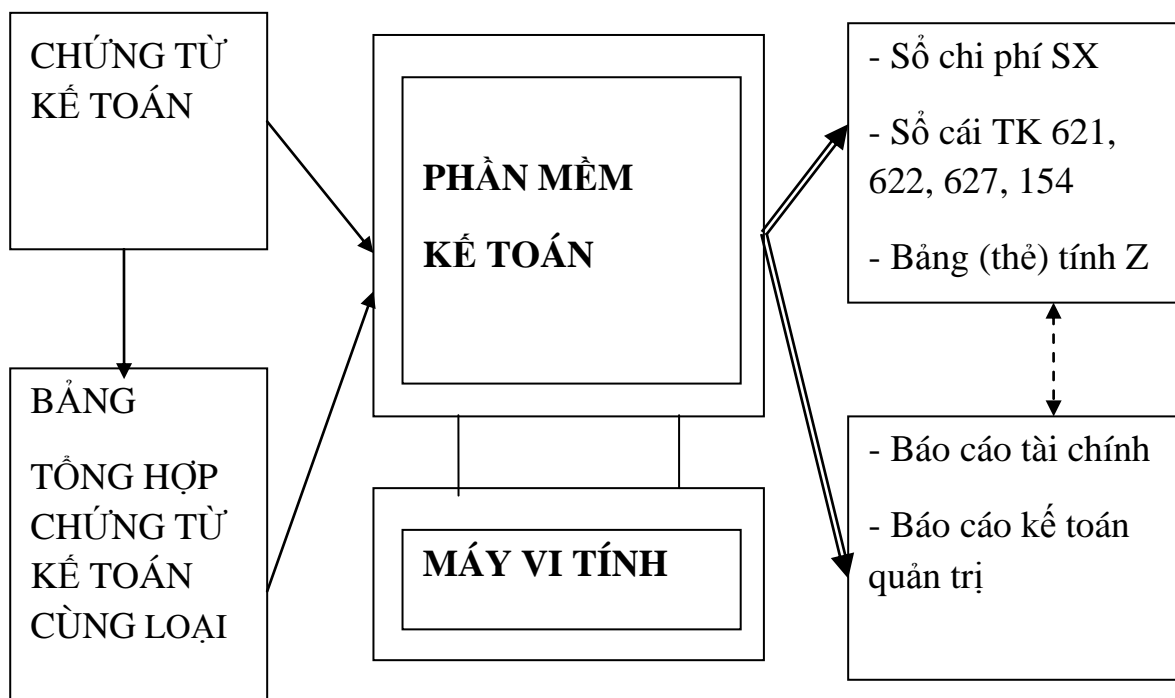 CHỨNG TỪ
KẾ TOÁN
BẢNG
TỔNG HỢP
CHỨNG TỪ
KẾ TOÁN
CÙNG LOẠI
PHẦN MỀM
KẾ TOÁN
MÁY VI TÍNH
- Sổ chi phí SX
- Sổ cái TK 621,
622, 627, 154
- Bảng (thẻ) tính Z
- Báo cáo tài chính
- Báo cáo kế toán
quản trị